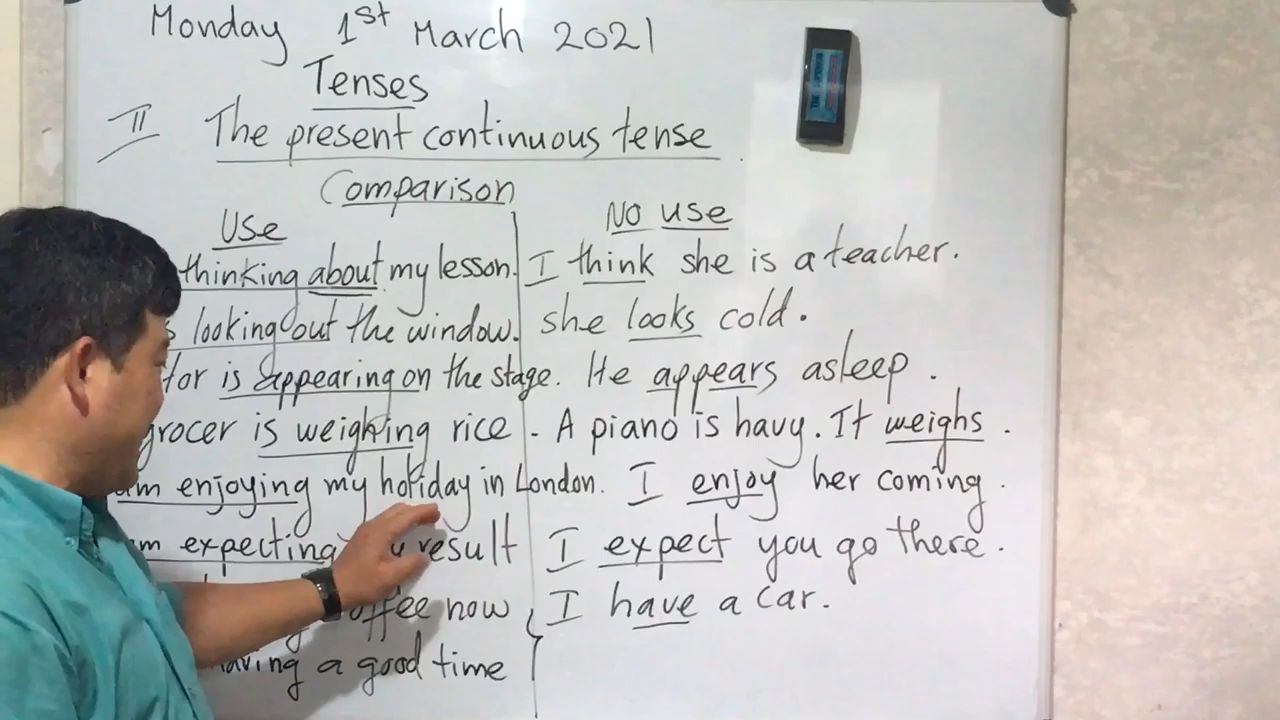 Monday 1st March 2021
Tenses
II The present continuous tense
Comparison
Use
No use
thinking about my lesson. I think she is a teacher.
looking out the window. she looks cold.
is appearing on the stage. He appears asleep.
grocer is weighing rice. A piano is havy. It weighs.
am enjoying my holiday in London. I enjoy her coming.
expecting result I expect you go there.
now I have a car.
a good time